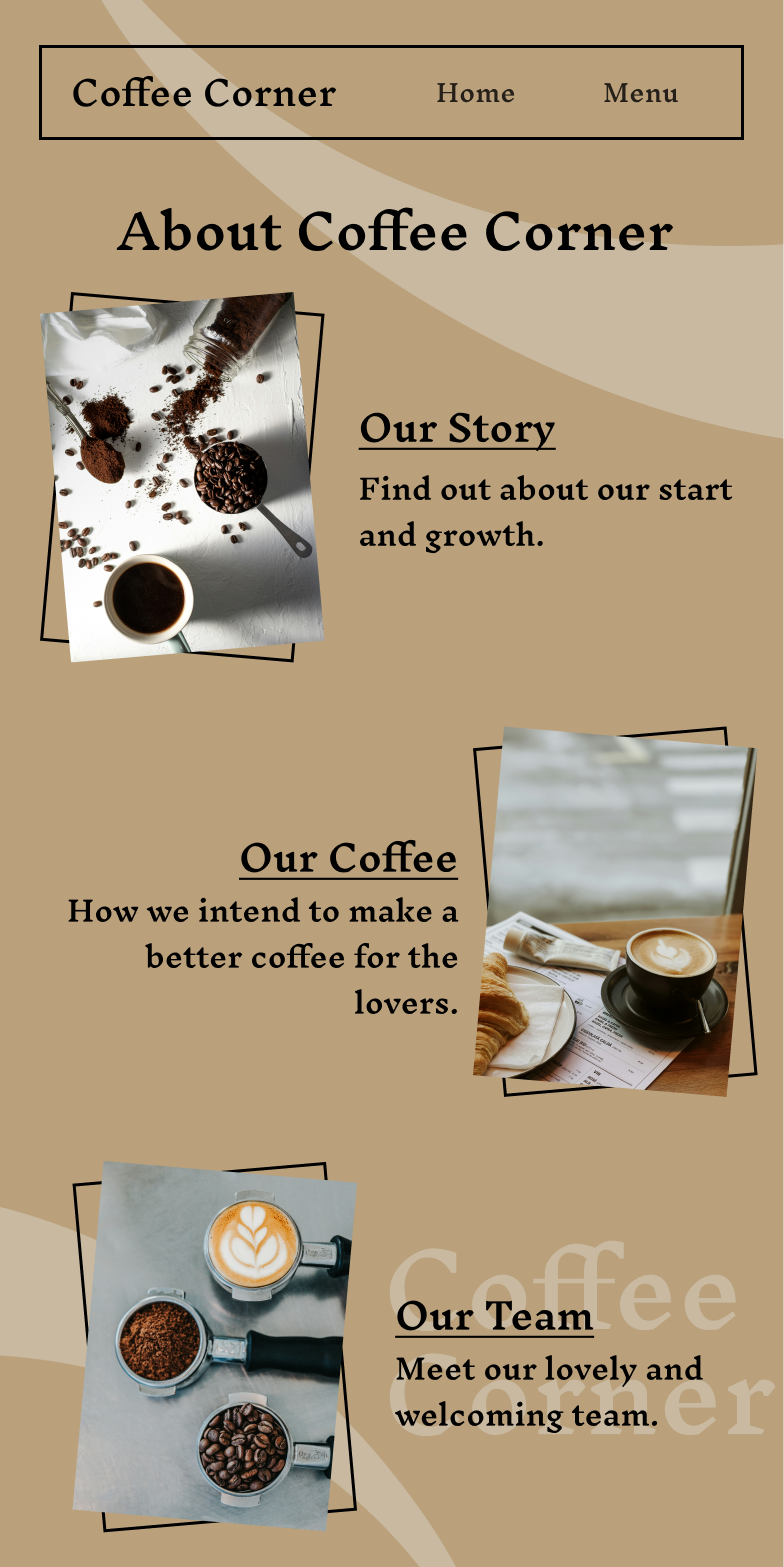 Coffee Corner Home Menu
About Coffee Corner
Our Story
Find out about our start
and growth.
Our Coffee
How we intend to make a
better coffee for the
lovers.
Coffee
Corner
Our Team
Meet our lovely and
welcoming team.